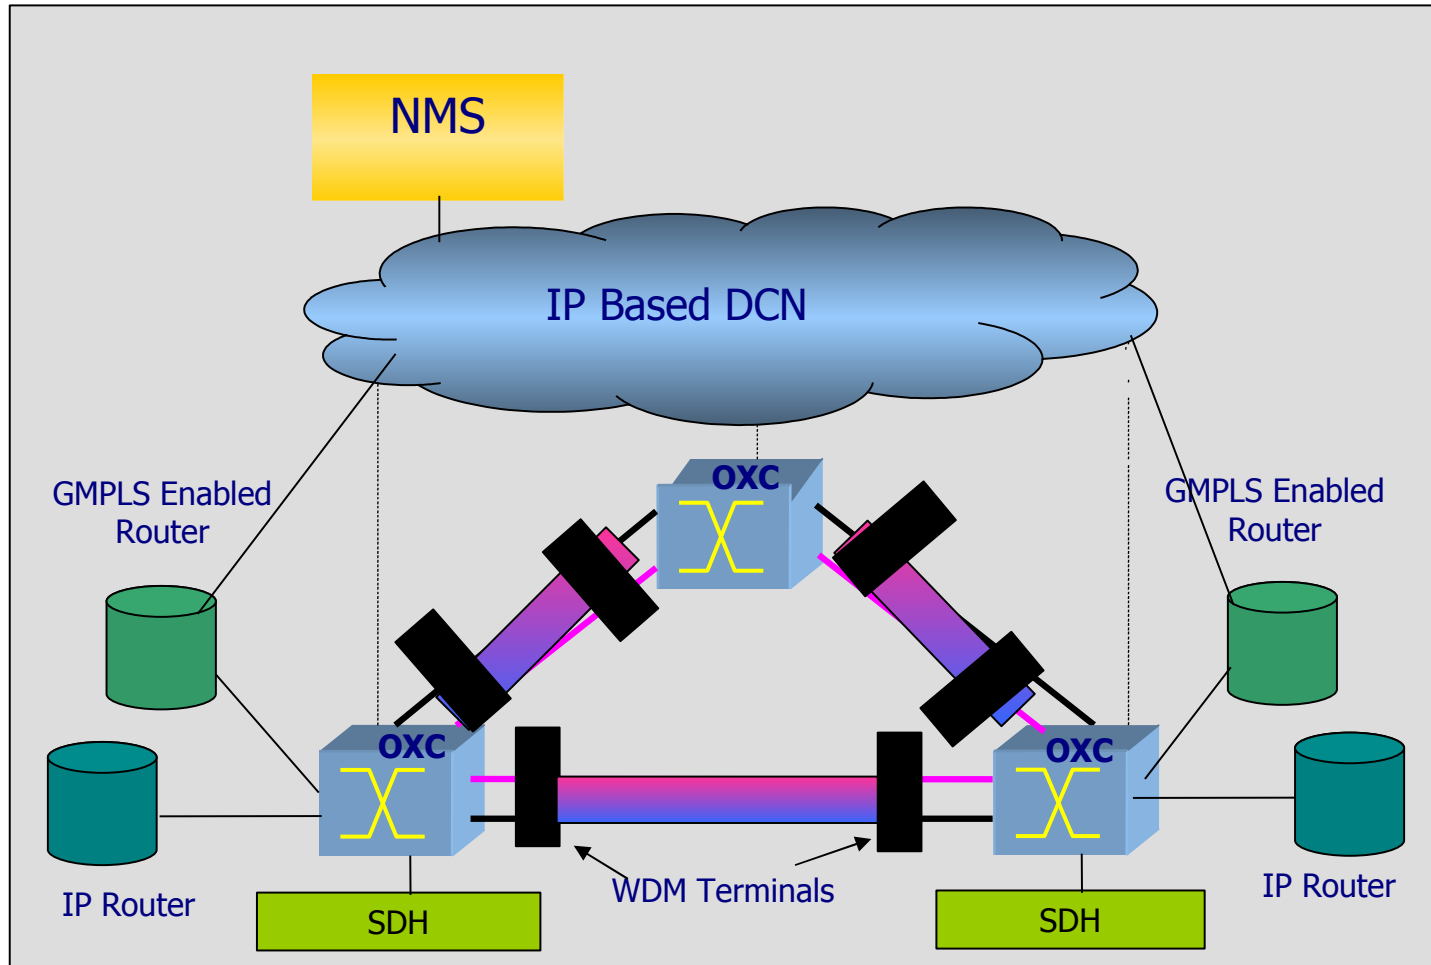 NMS
IP Based DCN
OXC
GMPLS Enabled
Router
GMPLS Enabled
Router
OXC
OXC
IP Router
WDM Terminals
IP Router
SDH
SDH